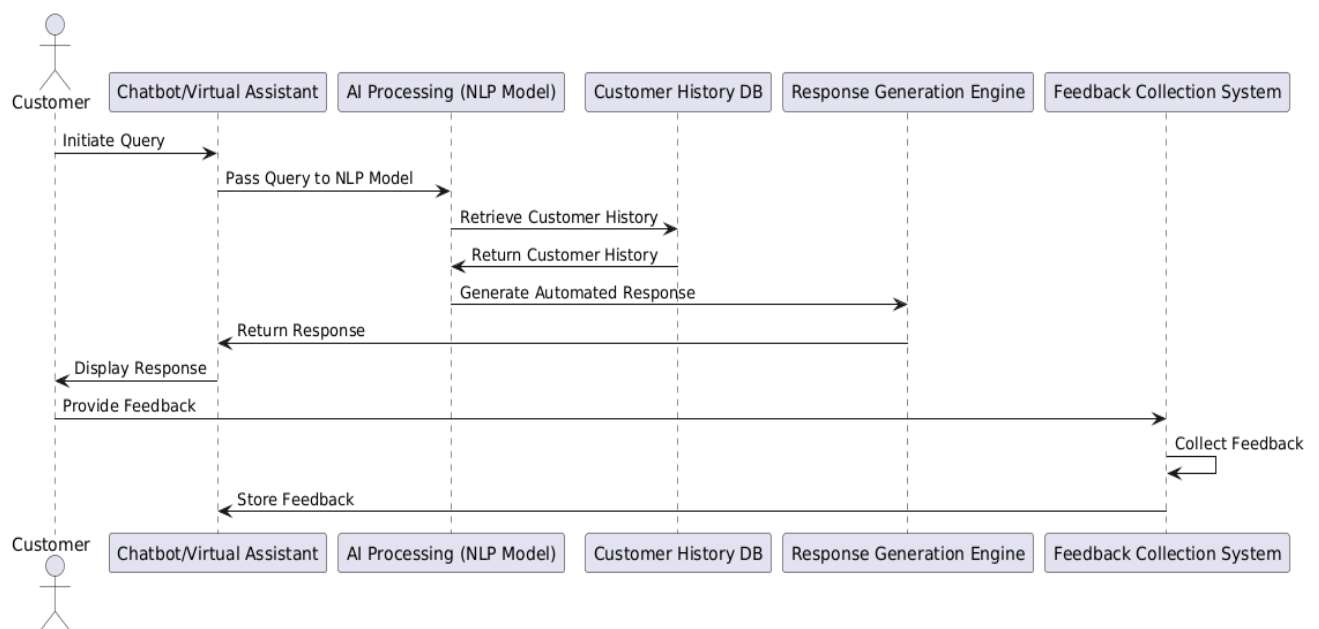 Customer
Chatbot/Virtual Assistant
AI Processing (NLP Model)
Customer History DB
Response Generation Engine
Feedback Collection System
Initiate Query
Pass Query to NLP Model
Retrieve Customer History
Return Customer History
Generate Automated Response
Return Response
Display Response
Provide Feedback
Collect Feedback
Store Feedback
Customer
Chatbot/Virtual Assistant
AI Processing (NLP Model)
Customer History DB
Response Generation Engine
Feedback Collection System